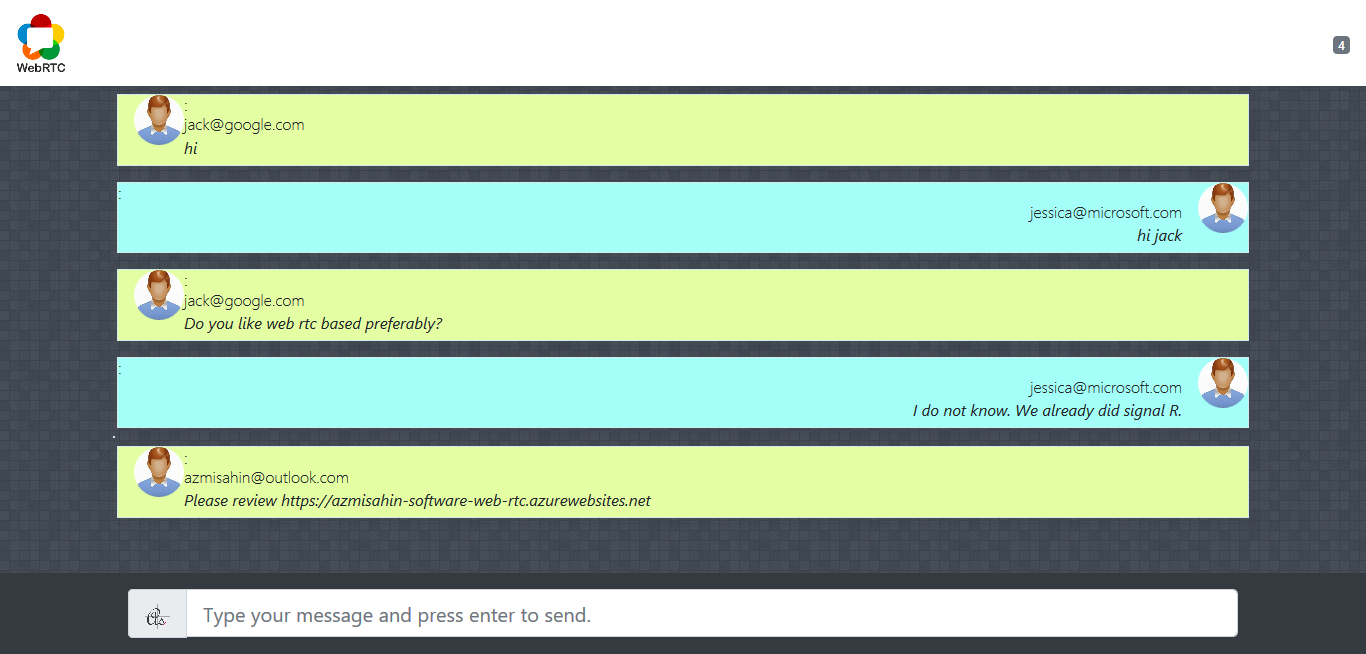 WebRTC
4
:
jack@google.com
hi
:
jessica@microsoft.com
hi jack
:
jack@google.com
Do you like web rtc based preferably?
:
jessica@microsoft.com
I do not know. We already did signal R.
.
:
azmisahin@outlook.com
Please review https://azmisahin-software-web-rtc.azurewebsites.net
Type your message and press enter to send.